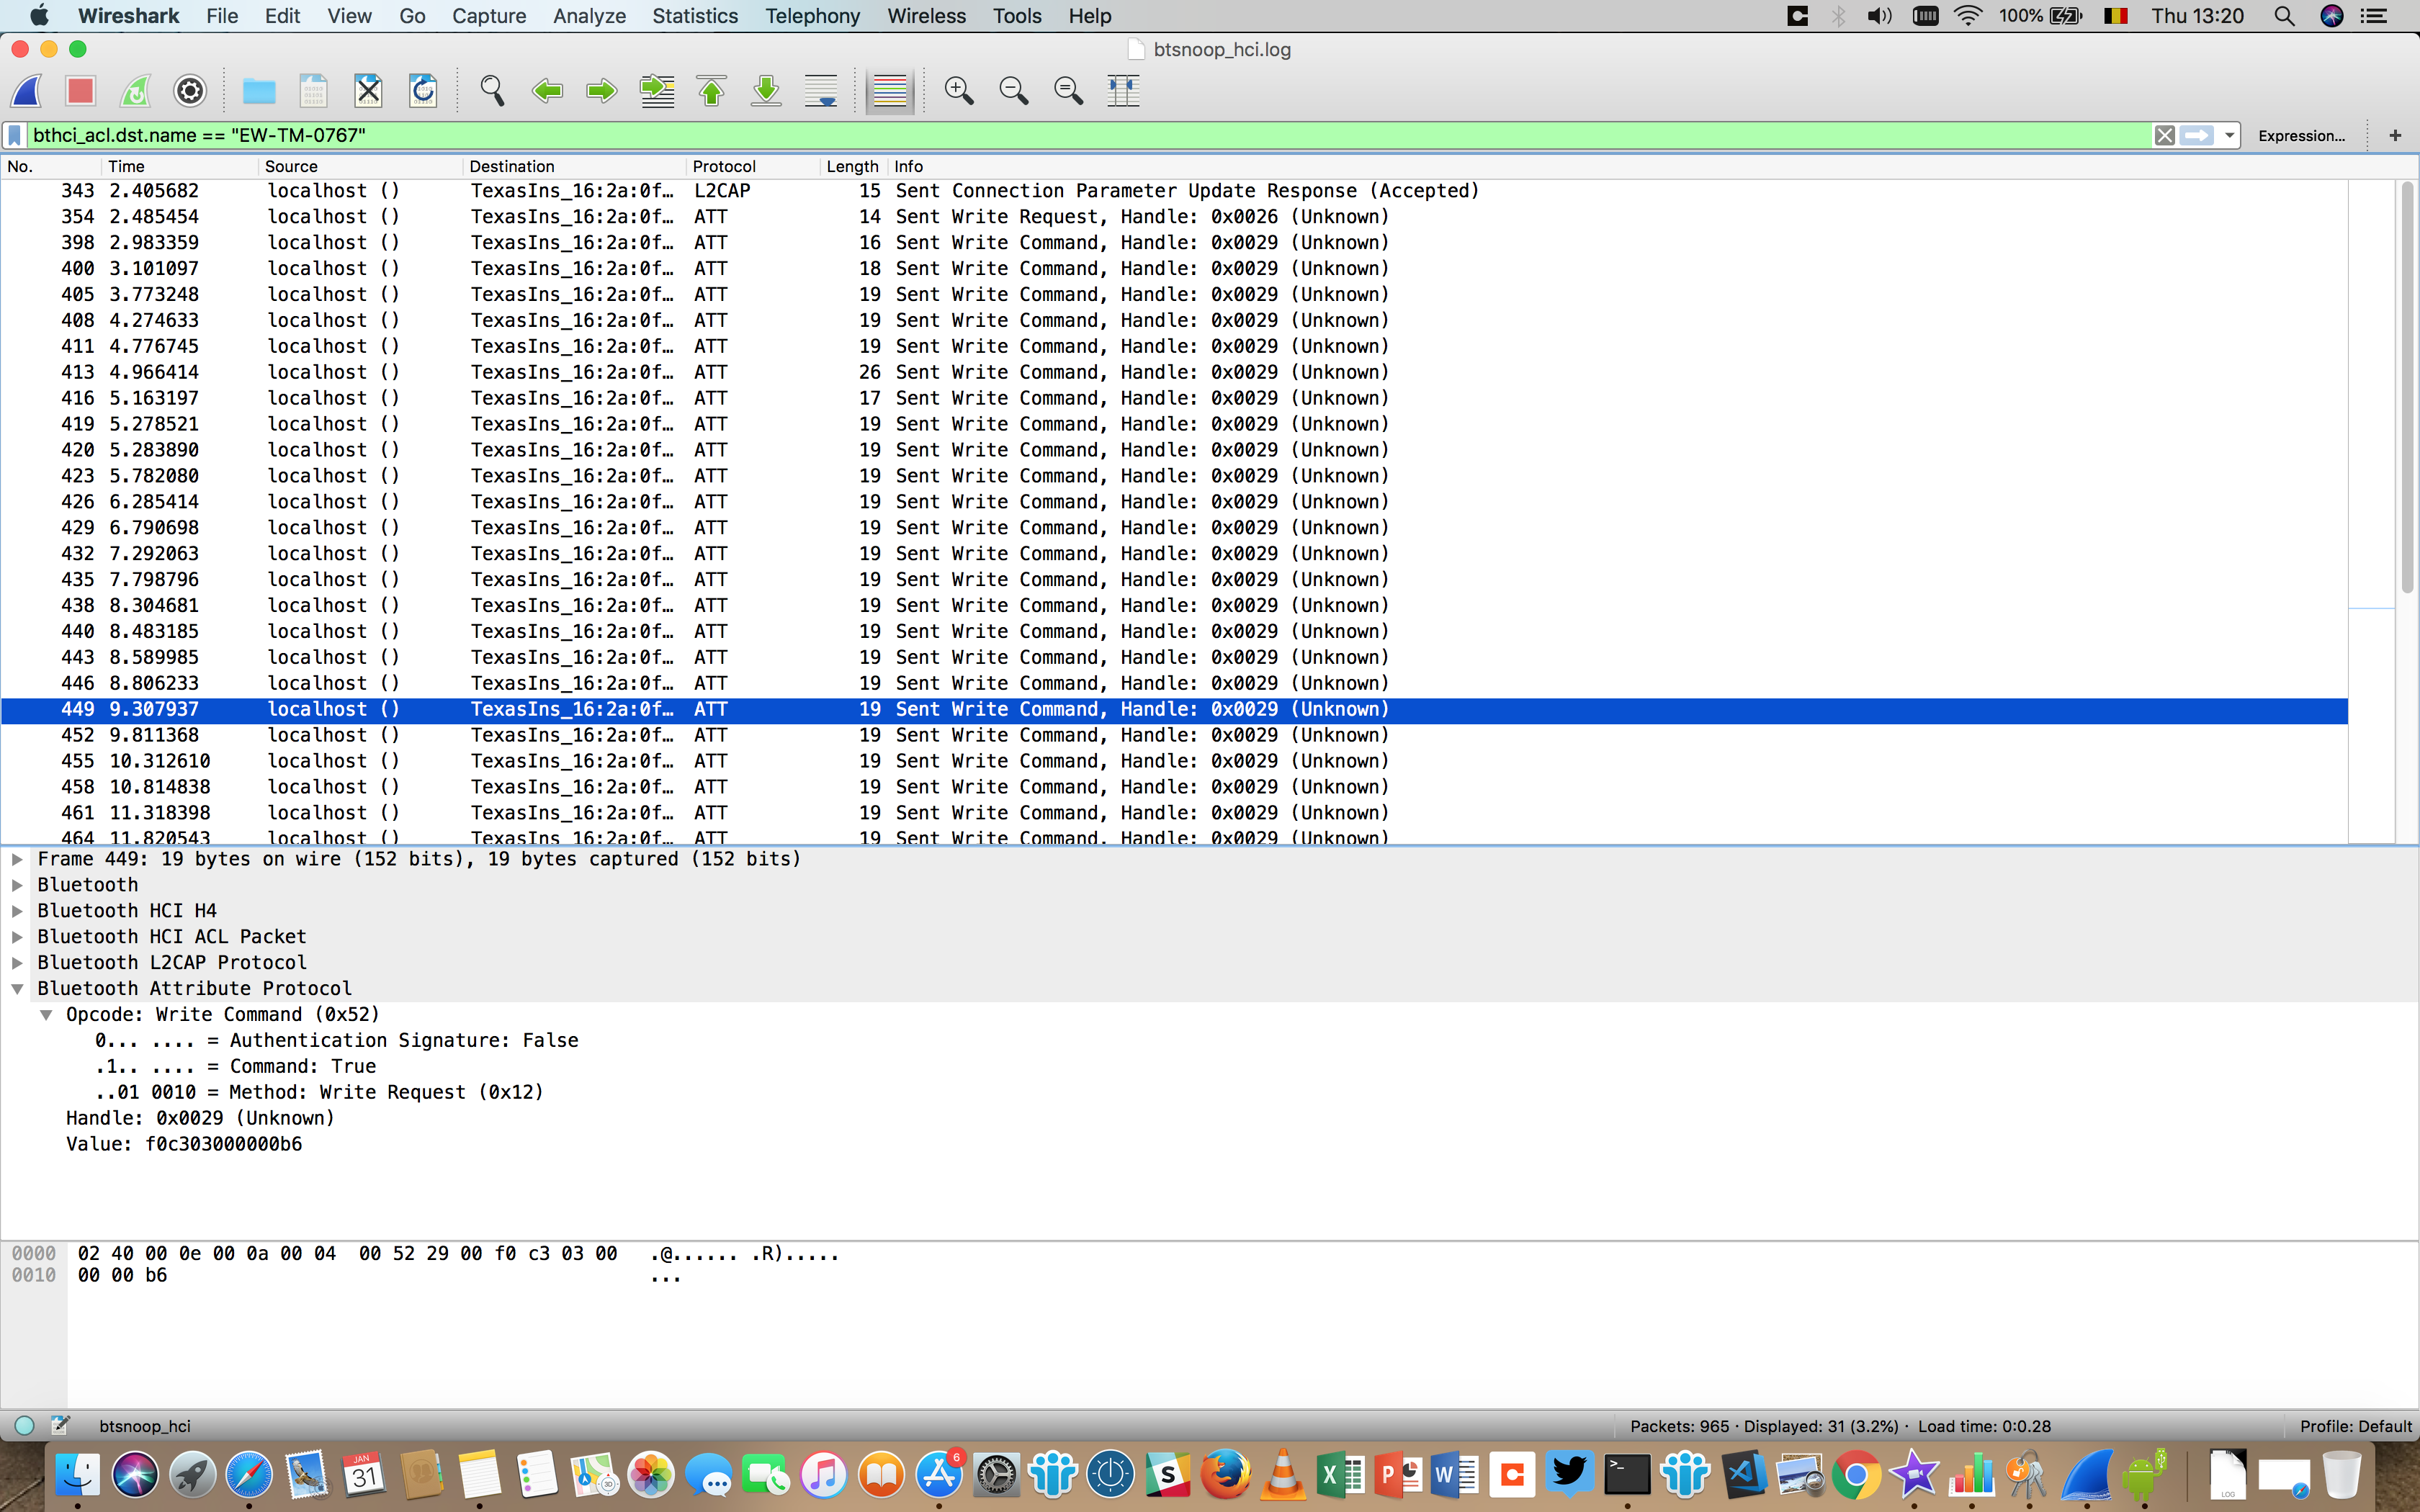 Wireshark File Edit View Go Capture Analyze Statistics Telephony Wireless Tools Help 100% Thu 13:20
btsnoop_hci.log
bthci_acl.dst.name == "EW-TM-0767" Expression... +
No. Time Source Destination Protocol Length Info
343 2.405682 localhost () TexasIns_16:2a:0f… L2CAP 15 Sent Connection Parameter Update Response (Accepted)
354 2.485454 localhost () TexasIns_16:2a:0f… ATT 14 Sent Write Request, Handle: 0x0026 (Unknown)
398 2.983359 localhost () TexasIns_16:2a:0f… ATT 16 Sent Write Command, Handle: 0x0029 (Unknown)
400 3.101097 localhost () TexasIns_16:2a:0f… ATT 18 Sent Write Command, Handle: 0x0029 (Unknown)
405 3.773248 localhost () TexasIns_16:2a:0f… ATT 19 Sent Write Command, Handle: 0x0029 (Unknown)
408 4.274633 localhost () TexasIns_16:2a:0f… ATT 19 Sent Write Command, Handle: 0x0029 (Unknown)
411 4.776745 localhost () TexasIns_16:2a:0f… ATT 19 Sent Write Command, Handle: 0x0029 (Unknown)
413 4.966414 localhost () TexasIns_16:2a:0f… ATT 26 Sent Write Command, Handle: 0x0029 (Unknown)
416 5.163197 localhost () TexasIns_16:2a:0f… ATT 17 Sent Write Command, Handle: 0x0029 (Unknown)
419 5.278521 localhost () TexasIns_16:2a:0f… ATT 19 Sent Write Command, Handle: 0x0029 (Unknown)
420 5.283890 localhost () TexasIns_16:2a:0f… ATT 19 Sent Write Command, Handle: 0x0029 (Unknown)
423 5.782080 localhost () TexasIns_16:2a:0f… ATT 19 Sent Write Command, Handle: 0x0029 (Unknown)
426 6.285414 localhost () TexasIns_16:2a:0f… ATT 19 Sent Write Command, Handle: 0x0029 (Unknown)
429 6.790698 localhost () TexasIns_16:2a:0f… ATT 19 Sent Write Command, Handle: 0x0029 (Unknown)
432 7.292063 localhost () TexasIns_16:2a:0f… ATT 19 Sent Write Command, Handle: 0x0029 (Unknown)
435 7.798796 localhost () TexasIns_16:2a:0f… ATT 19 Sent Write Command, Handle: 0x0029 (Unknown)
438 8.304681 localhost () TexasIns_16:2a:0f… ATT 19 Sent Write Command, Handle: 0x0029 (Unknown)
440 8.483185 localhost () TexasIns_16:2a:0f… ATT 19 Sent Write Command, Handle: 0x0029 (Unknown)
443 8.589985 localhost () TexasIns_16:2a:0f… ATT 19 Sent Write Command, Handle: 0x0029 (Unknown)
446 8.806233 localhost () TexasIns_16:2a:0f… ATT 19 Sent Write Command, Handle: 0x0029 (Unknown)
449 9.307937 localhost () TexasIns_16:2a:0f… ATT 19 Sent Write Command, Handle: 0x0029 (Unknown)
452 9.811368 localhost () TexasIns_16:2a:0f… ATT 19 Sent Write Command, Handle: 0x0029 (Unknown)
455 10.312610 localhost () TexasIns_16:2a:0f… ATT 19 Sent Write Command, Handle: 0x0029 (Unknown)
458 10.814838 localhost () TexasIns_16:2a:0f… ATT 19 Sent Write Command, Handle: 0x0029 (Unknown)
461 11.318398 localhost () TexasIns_16:2a:0f… ATT 19 Sent Write Command, Handle: 0x0029 (Unknown)
464 11.820543 localhost () TexasIns_16:2a:0f… ATT 19 Sent Write Command, Handle: 0x0029 (Unknown)
Frame 449: 19 bytes on wire (152 bits), 19 bytes captured (152 bits)
Bluetooth
Bluetooth HCI H4
Bluetooth HCI ACL Packet
Bluetooth L2CAP Protocol
Bluetooth Attribute Protocol
Opcode: Write Command (0x52)
0... .... = Authentication Signature: False
.1.. .... = Command: True
..01 0010 = Method: Write Request (0x12)
Handle: 0x0029 (Unknown)
Value: f0c303000000b6
0000 02 40 00 0e 00 0a 00 04 00 52 29 00 f0 c3 03 00 .@...... .R).....
0010 00 00 b6 ...
btsnoop_hci Packets: 965 · Displayed: 31 (3.2%) · Load time: 0:0.28 Profile: Default
JAN 31 3D 6 S X P W >_ LOG